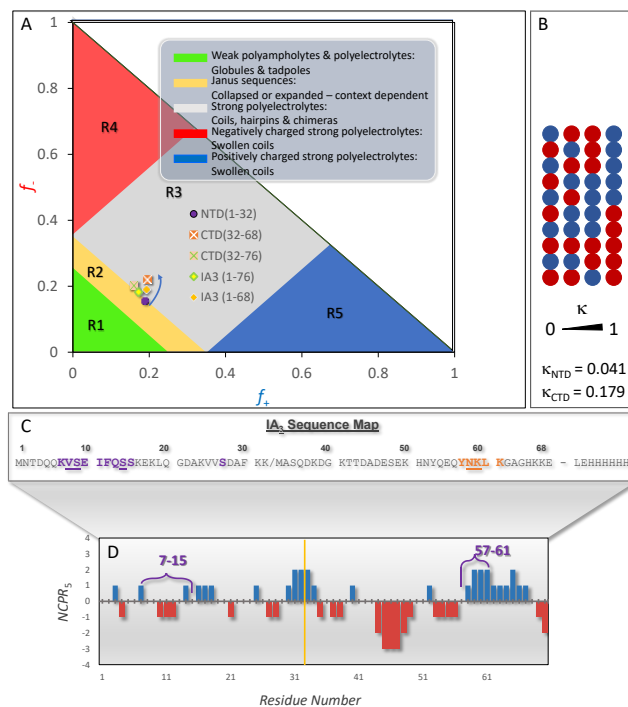 A
B
1
0.8
0.6
0.4
0.2
0
f-
Weak polyampholytes & polyelectrolytes:
Globules & tadpoles
Janus sequences:
Collapsed or expanded – context dependent
Strong polyelectrolytes:
Coils, hairpins & chimeras
Negatively charged strong polyelectrolytes:
Swollen coils
Positively charged strong polyelectrolytes:
Swollen coils
R4
R3
R2
R1
R5
NTD(1-32)
CTD(32-68)
CTD(32-76)
IA3 (1-76)
IA3 (1-68)
0 0.2 0.4 0.6 0.8 1
f+
κ
0 1
κNTD = 0.041
κCTD = 0.179
C
IA3 Sequence Map
1 10 20 30 40 50 60 68
MNTDQQKVSE IFQSSKEKLQ GDAKVVSDAF KK/MASQDKDG KTTDADESEK HNYQEQYNKL KGAGHKKE – LEHHHHHH
D
7-15
57-61
4
3
2
1
0
-1
-2
-3
-4
NCPR5
1 11 21 31 41 51 61
Residue Number